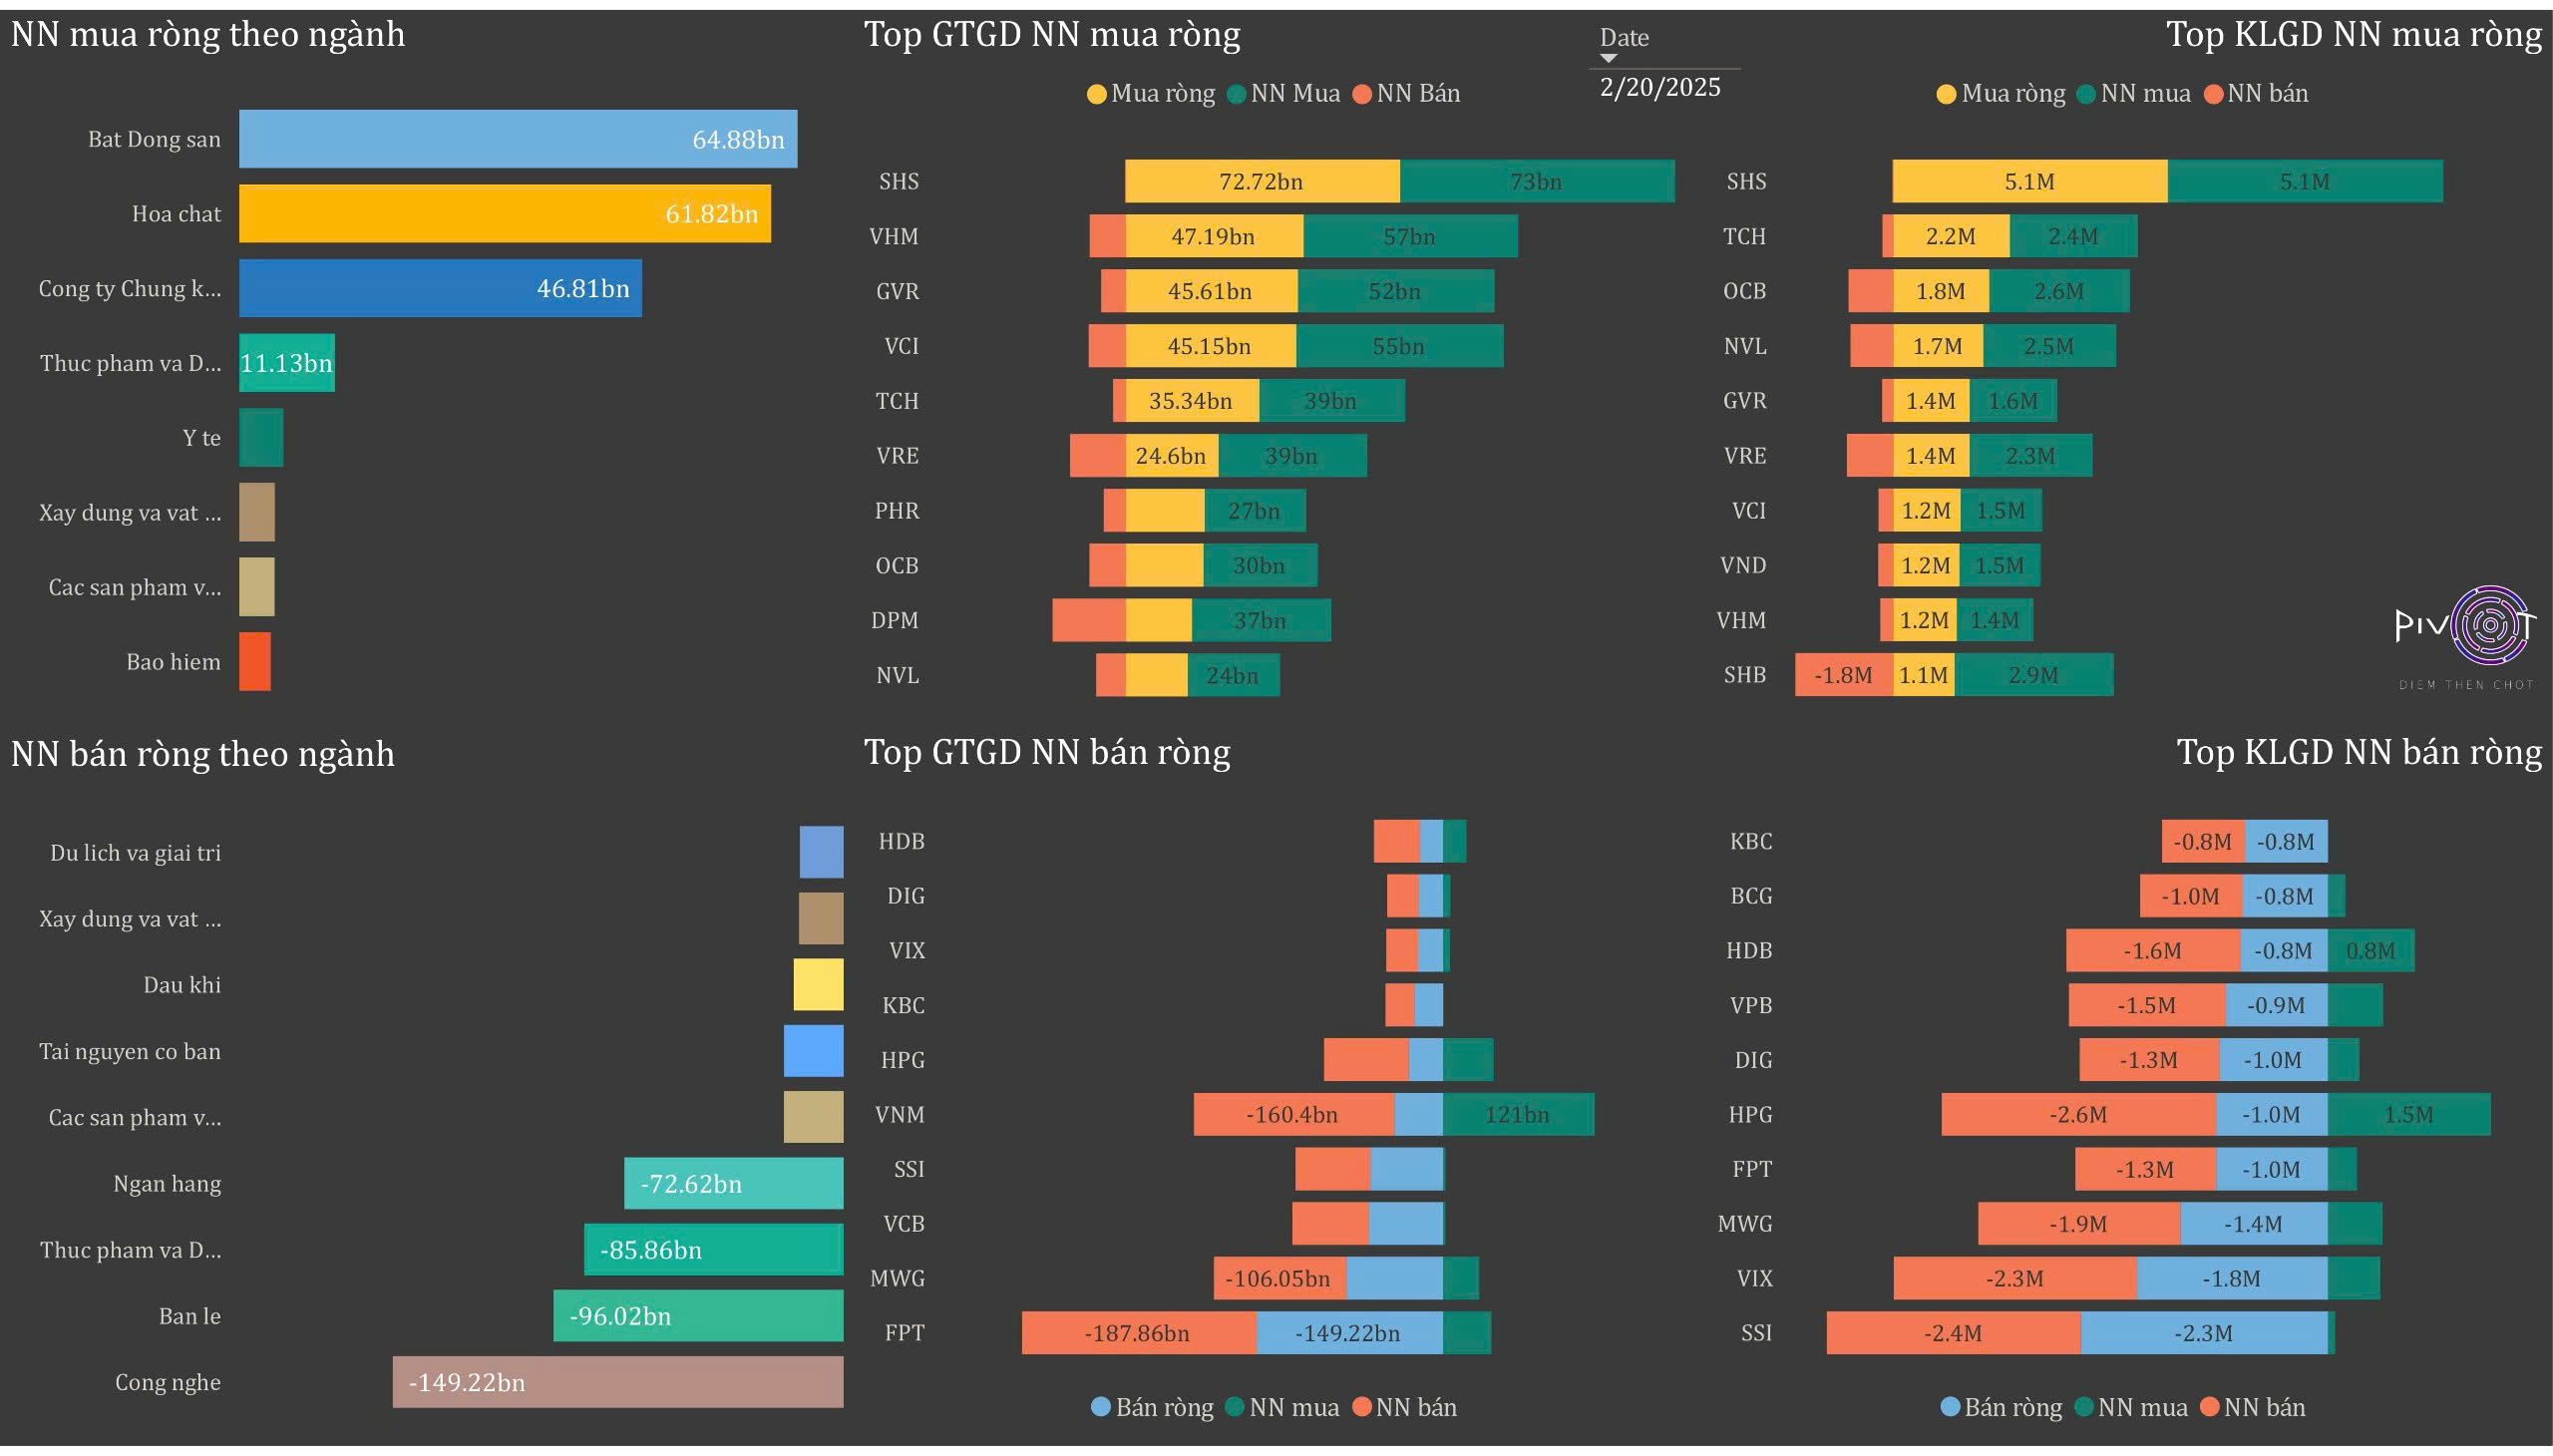 NN mua ròng theo ngành
Bat Dong san
64.88bn
Hoa chat
61.82bn
Cong ty Chung k...
46.81bn
Thuc pham va D...
11.13bn
Y te
Xay dung va vat ...
Cac san pham v...
Bao hiem
Top GTGD NN mua ròng
Mua ròng NN Mua NN Bán
Date
2/20/2025
SHS 72.72bn 73bn
VHM 47.19bn 57bn
GVR 45.61bn 52bn
VCI 45.15bn 55bn
TCH 35.34bn 39bn
VRE 24.6bn 39bn
PHR 27bn
OCB 30bn
DPM 37bn
NVL 24bn
Top KLGD NN mua ròng
Mua ròng NN mua NN bán
SHS 5.1M 5.1M
TCH 2.2M 2.4M
OCB 1.8M 2.6M
NVL 1.7M 2.5M
GVR 1.4M 1.6M
VRE 1.4M 2.3M
VCI 1.2M 1.5M
VND 1.2M 1.5M
VHM 1.2M 1.4M
SHB -1.8M 1.1M 2.9M
PIVOT
DIEM THEN CHOT
NN bán ròng theo ngành
Du lich va giai tri
Xay dung va vat ...
Dau khi
Tai nguyen co ban
Cac san pham v...
Ngan hang -72.62bn
Thuc pham va D... -85.86bn
Ban le -96.02bn
Cong nghe -149.22bn
Top GTGD NN bán ròng
HDB
DIG
VIX
KBC
HPG
VNM -160.4bn 121bn
SSI
VCB
MWG -106.05bn
FPT -187.86bn -149.22bn
Bán ròng NN mua NN bán
Top KLGD NN bán ròng
KBC -0.8M -0.8M
BCG -1.0M -0.8M
HDB -1.6M -0.8M 0.8M
VPB -1.5M -0.9M
DIG -1.3M -1.0M
HPG -2.6M -1.0M 1.5M
FPT -1.3M -1.0M
MWG -1.9M -1.4M
VIX -2.3M -1.8M
SSI -2.4M -2.3M
Bán ròng NN mua NN bán